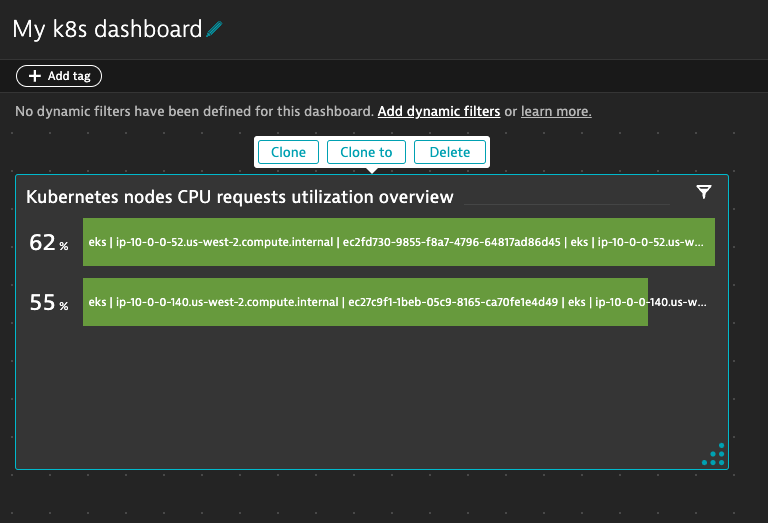 My k8s dashboard
+ Add tag
No dynamic filters have been defined for this dashboard. Add dynamic filters or learn more.
Clone Clone to Delete
Kubernetes nodes CPU requests utilization overview
62 % eks | ip-10-0-0-52.us-west-2.compute.internal | ec2fd730-9855-f8a7-4796-64817ad86d45 | eks | ip-10-0-0-52.us-w...
55 % eks | ip-10-0-0-140.us-west-2.compute.internal | ec27c9f1-1beb-05c9-8165-ca70fe1e4d49 | eks | ip-10-0-0-140.us-w...